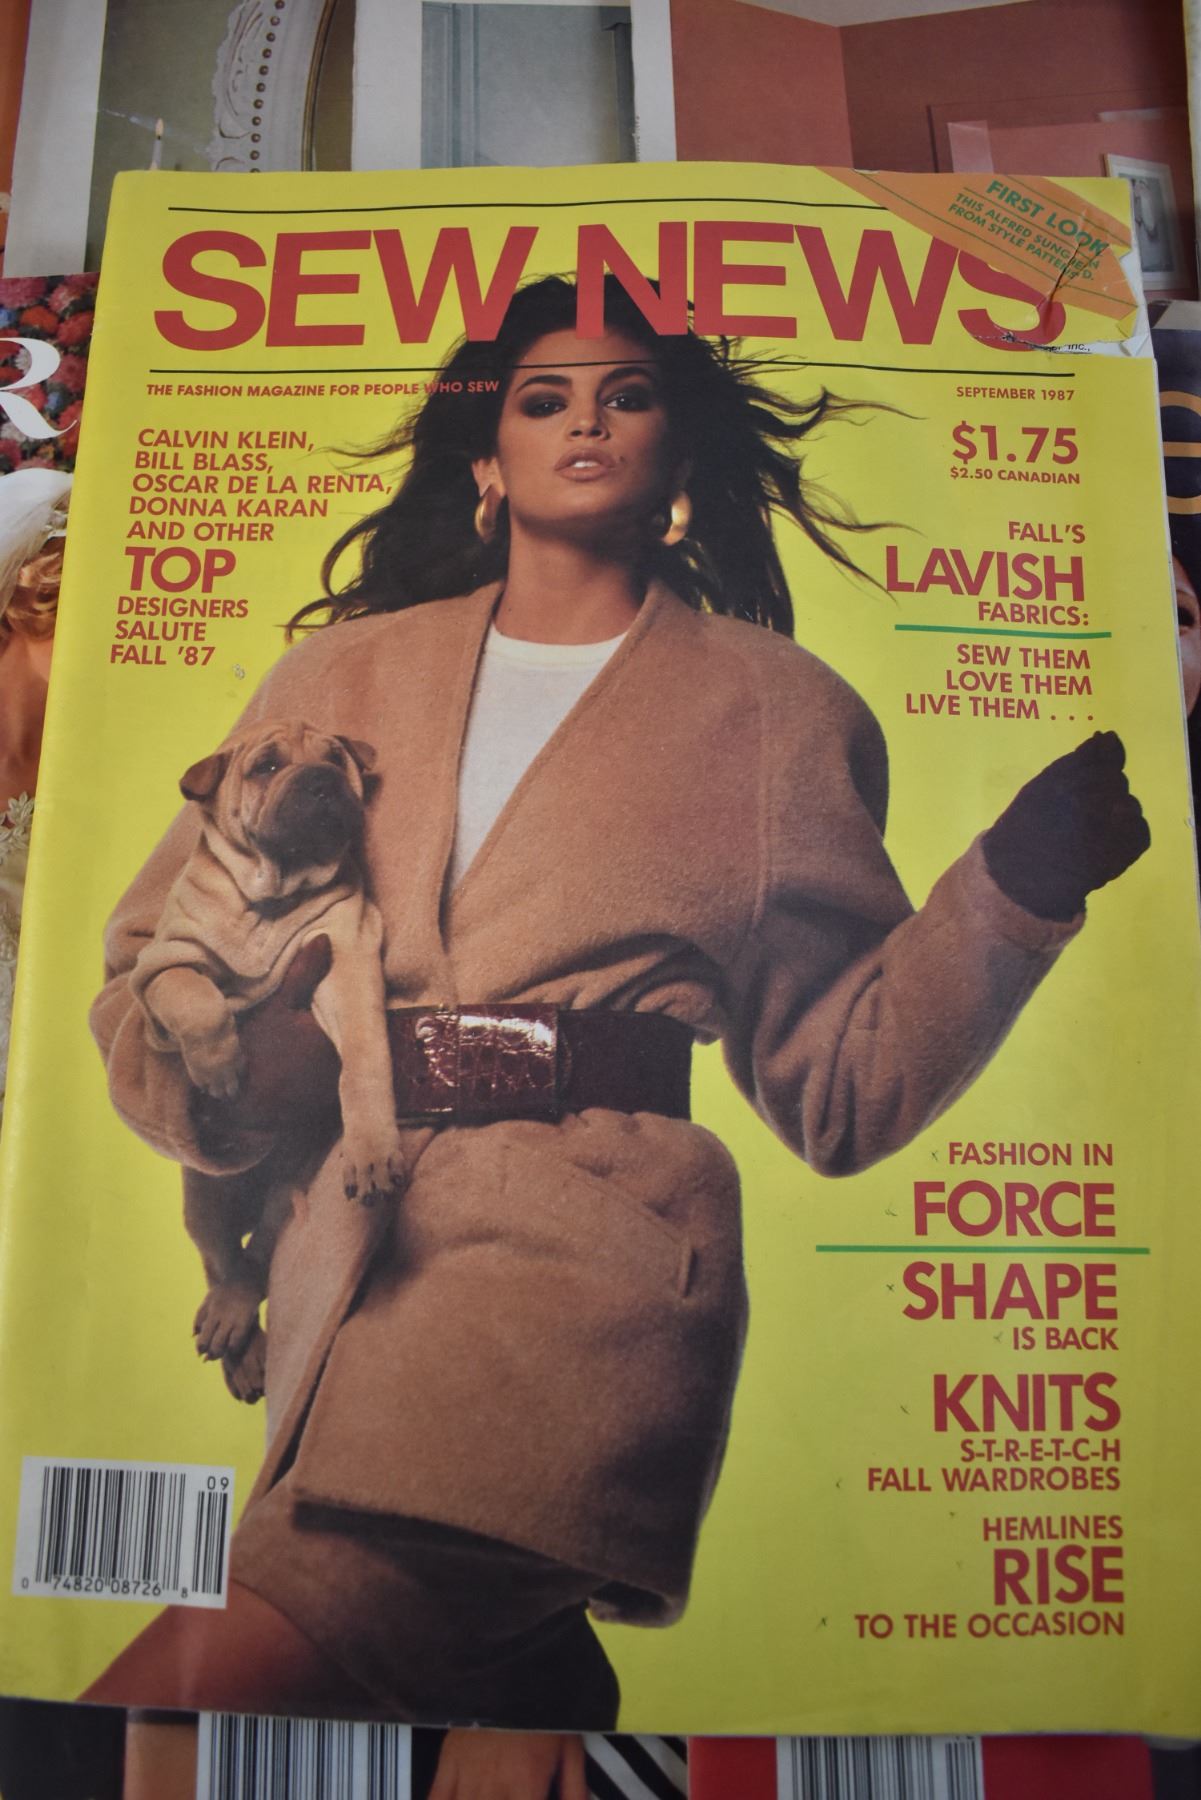 FIRST LOOK
THIS ALFRED SUNG
FROM STYLE PATTERNS
SEW NEWS
THE FASHION MAGAZINE FOR PEOPLE WHO SEW
SEPTEMBER 1987
$1.75
$2.50 CANADIAN
CALVIN KLEIN,
BILL BLASS,
OSCAR DE LA RENTA,
DONNA KARAN
AND OTHER
TOP
DESIGNERS
SALUTE
FALL '87
FALL'S
LAVISH
FABRICS:
SEW THEM
LOVE THEM
LIVE THEM . . .
FASHION IN
FORCE
SHAPE
IS BACK
KNITS
S-T-R-E-T-C-H
FALL WARDROBES
HEMLINES
RISE
TO THE OCCASION
09
0 74820 08726 8
R